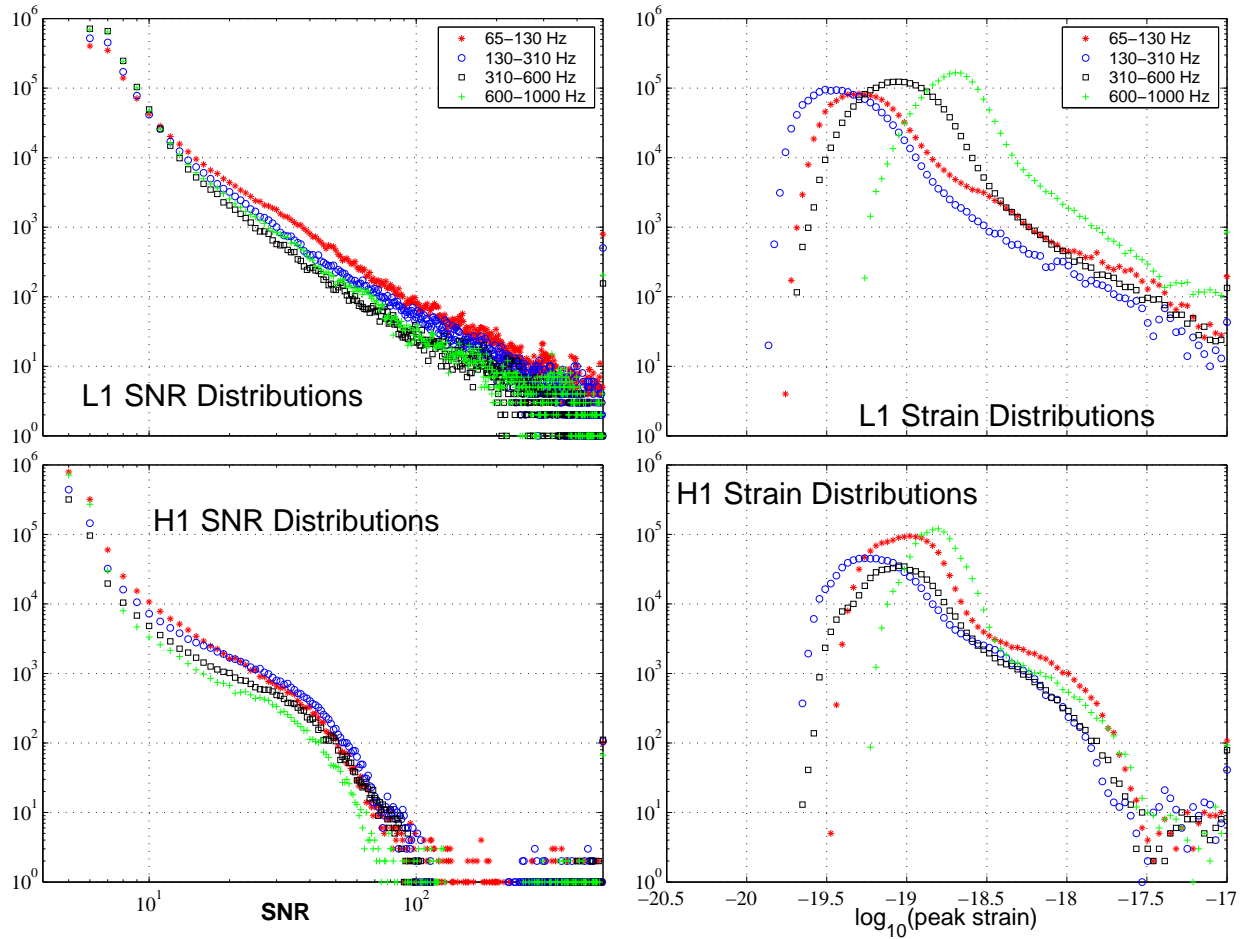 10^6
10^5
10^4
10^3
10^2
10^1
10^0
65−130 Hz
130−310 Hz
310−600 Hz
600−1000 Hz
L1 SNR Distributions
10^6
10^5
10^4
10^3
10^2
10^1
10^0
65−130 Hz
130−310 Hz
310−600 Hz
600−1000 Hz
L1 Strain Distributions
10^6
10^5
10^4
10^3
10^2
10^1
10^0
H1 SNR Distributions
10^1
10^2
SNR
10^6
10^5
10^4
10^3
10^2
10^1
10^0
H1 Strain Distributions
−20.5 −20 −19.5 −19 −18.5 −18 −17.5 −17
log_10(peak strain)